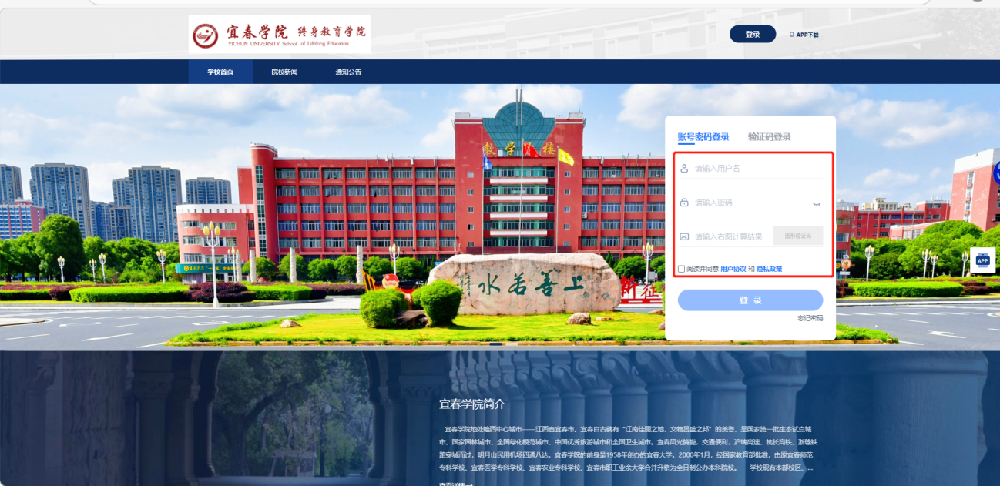 宜春学院 终身教育学院
YICHUN UNIVERSITY School of Lifelong Education
登录
APP下载
学校首页 院校新闻 通知公告
教学楼
上善若水
账号密码登录 验证码登录
请输入用户名
请输入密码
请输入右图计算结果 图形验证码
阅读并同意 用户协议 和 隐私政策
登 录
忘记密码
APP
宜春学院简介
宜春学院地处赣西中心城市——江西省宜春市。宜春自古就有“江南佳丽之地，文物昌盛之邦”的美誉，是国家第一批生态试点城
市、国家园林城市、全国绿化模范城市、中国优秀旅游城市和全国卫生城市。宜春风光旖旎，交通便利，沪瑞高速、杭长高铁、浙赣铁
路穿城而过，明月山民用机场四通八达。宜春学院的前身是1958年创办的宜春大学。2000年1月，经国家教育部批准，由原宜春师范
专科学校、宜春医学专科学校、宜春农业专科学校、宜春市职工业余大学合并升格为全日制公办本科院校。 学校现有本部校区、...
查看详情→